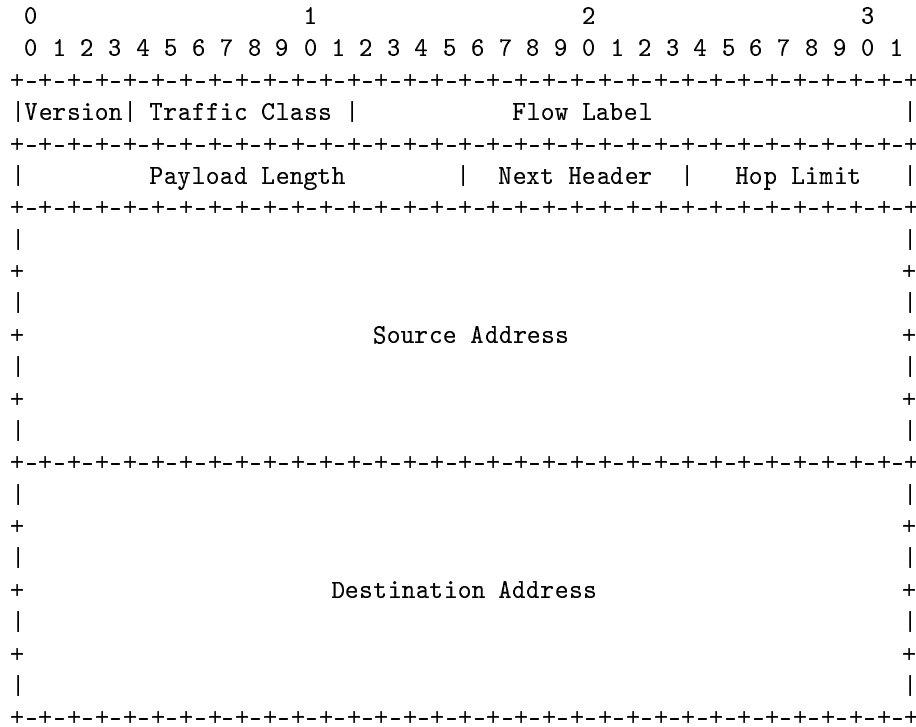 0                   1                   2                   3
0 1 2 3 4 5 6 7 8 9 0 1 2 3 4 5 6 7 8 9 0 1 2 3 4 5 6 7 8 9 0 1
+-+-+-+-+-+-+-+-+-+-+-+-+-+-+-+-+-+-+-+-+-+-+-+-+-+-+-+-+-+-+-+-+
|Version| Traffic Class |           Flow Label                  |
+-+-+-+-+-+-+-+-+-+-+-+-+-+-+-+-+-+-+-+-+-+-+-+-+-+-+-+-+-+-+-+-+
|         Payload Length        |  Next Header  |   Hop Limit   |
+-+-+-+-+-+-+-+-+-+-+-+-+-+-+-+-+-+-+-+-+-+-+-+-+-+-+-+-+-+-+-+-+
|                                                               |
+                                                               +
|                                                               |
+                         Source Address                        +
|                                                               |
+                                                               +
|                                                               |
+-+-+-+-+-+-+-+-+-+-+-+-+-+-+-+-+-+-+-+-+-+-+-+-+-+-+-+-+-+-+-+-+
|                                                               |
+                                                               +
|                                                               |
+                      Destination Address                      +
|                                                               |
+                                                               +
|                                                               |
+-+-+-+-+-+-+-+-+-+-+-+-+-+-+-+-+-+-+-+-+-+-+-+-+-+-+-+-+-+-+-+-+